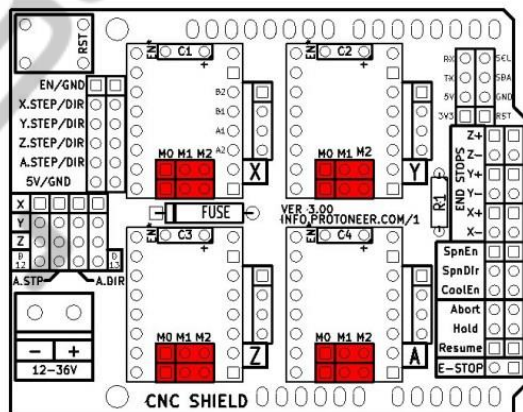 RST
EN/GND
X.STEP/DIR
Y.STEP/DIR
Z.STEP/DIR
A.STEP/DIR
5V/GND
X
Y
Z
D
12
D
13
A.STP
A.DIR
- +
12-36V
EN*
C1
+
B2
B1
A1
A2
M0 M1 M2
X
EN*
C2
+
M0 M1 M2
Y
FUSE
VER 3.00
INFO.PROTONEER.COM/1
R1
EN*
C3
+
M0 M1 M2
Z
EN*
C4
+
M0 M1 M2
A
CNC SHIELD
RX SCL
TX SDA
5V GND
3V3 RST
END STOPS
Z+
Z-
Y+
Y-
X+
X-
SpnEn
SpnDir
CoolEn
Abort
Hold
Resume
E-STOP